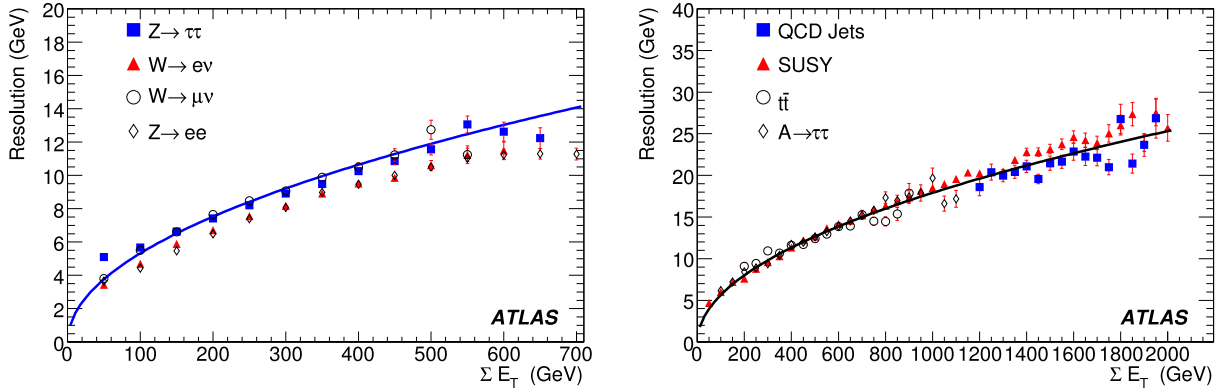 Resolution (GeV)
20
18
16
14
12
10
8
6
4
2
0
Z→ ττ
W→ eν
W→ μν
Z→ ee
ATLAS
0 100 200 300 400 500 600 700
Σ E_T (GeV)
Resolution (GeV)
40
35
30
25
20
15
10
5
0
QCD Jets
SUSY
tt̄
A→ττ
ATLAS
0 200 400 600 800 1000 1200 1400 1600 1800 2000
Σ E_T (GeV)